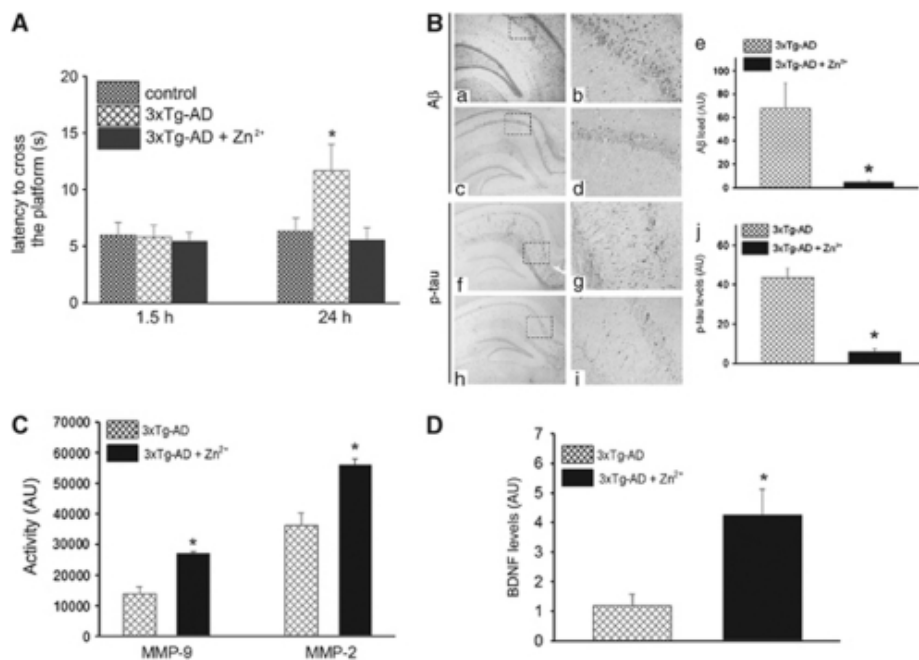 A
20
15
10
5
0
latency to cross
the platform (s)
control
3xTg-AD
3xTg-AD + Zn²⁺
*
1.5 h
24 h
B
Aβ
a
b
c
d
p-tau
f
g
h
i
e
3xTg-AD
3xTg-AD + Zn²⁺
100
80
60
40
20
0
Aβ load (AU)
*
j
3xTg-AD
3xTg-AD + Zn²⁺
60
40
20
0
p-tau levels (AU)
*
C
70000
60000
50000
40000
30000
20000
10000
0
Activity (AU)
3xTg-AD
3xTg-AD + Zn²⁺
*
*
MMP-9
MMP-2
D
7
6
5
4
3
2
1
0
BDNF levels (AU)
3xTg-AD
3xTg-AD + Zn²⁺
*